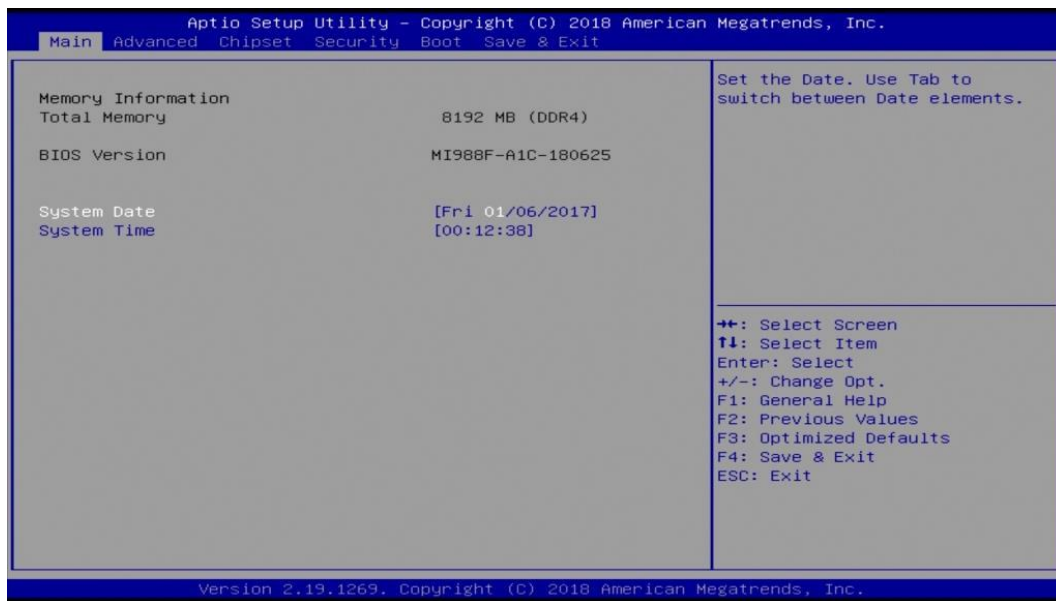 Aptio Setup Utility – Copyright (C) 2018 American Megatrends, Inc.
Main Advanced Chipset Security Boot Save & Exit
Memory Information
Total Memory 8192 MB (DDR4)
BIOS Version MI988F-A1C-180625
System Date [Fri 01/06/2017]
System Time [00:12:38]
Set the Date. Use Tab to
switch between Date elements.
→←: Select Screen
↑↓: Select Item
Enter: Select
+/-: Change Opt.
F1: General Help
F2: Previous Values
F3: Optimized Defaults
F4: Save & Exit
ESC: Exit
Version 2.19.1269. Copyright (C) 2018 American Megatrends, Inc.